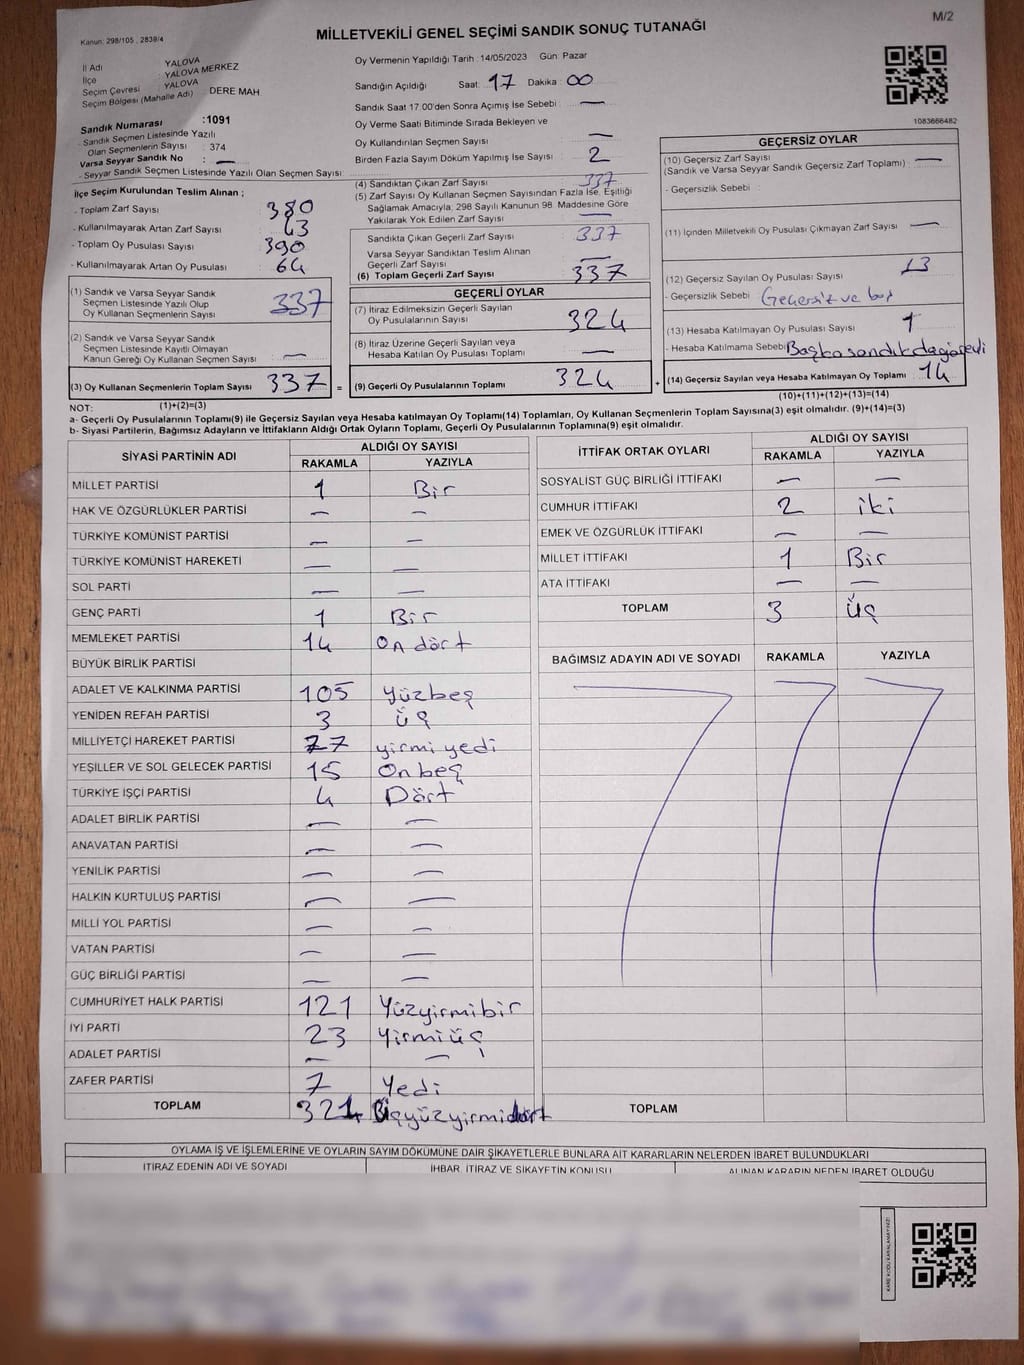 M/2
Kanun: 298/105 , 2839/4
MİLLETVEKİLİ GENEL SEÇİMİ SANDIK SONUÇ TUTANAĞI
İl Adı YALOVA
İlçe YALOVA MERKEZ
Seçim Çevresi YALOVA
Seçim Bölgesi (Mahalle Adı) DERE MAH
Sandık Numarası :1091
- Sandık Seçmen Listesinde Yazılı
Olan Seçmenlerin Sayısı : 374
Varsa Seyyar Sandık No : —
- Seyyar Sandık Seçmen Listesinde Yazılı Olan Seçmen Sayısı:
Oy Vermenin Yapıldığı Tarih :14/05/2023 Gün: Pazar
Sandığın Açıldığı Saat: 17 Dakika: 00
Sandık Saat 17.00'den Sonra Açımış İse Sebebi : —
Oy Verme Saati Bitiminde Sırada Bekleyen ve
Oy Kullandırılan Seçmen Sayısı : —
Birden Fazla Sayım Döküm Yapılmış İse Sayısı : 2
1083666482
İlçe Seçim Kurulundan Teslim Alınan ;
- Toplam Zarf Sayısı : 380
- Kullanılmayarak Artan Zarf Sayısı : 43
- Toplam Oy Pusulası Sayısı : 390
- Kullanılmayarak Artan Oy Pusulası : 64
(4) Sandıktan Çıkan Zarf Sayısı : 337
(5) Zarf Sayısı Oy Kullanan Seçmen Sayısından Fazla İse, Eşitliği
Sağlamak Amacıyla; 298 Sayılı Kanunun 98. Maddesine Göre
Yakılarak Yok Edilen Zarf Sayısı : —
Sandıkta Çıkan Geçerli Zarf Sayısı : 337
Varsa Seyyar Sandıktan Teslim Alınan
Geçerli Zarf Sayısı : —
(6) Toplam Geçerli Zarf Sayısı : 337
GEÇERSİZ OYLAR
(10) Geçersiz Zarf Sayısı
(Sandık ve Varsa Seyyar Sandık Geçersiz Zarf Toplamı) : —
- Geçersizlik Sebebi :
(11) İçinden Milletvekili Oy Pusulası Çıkmayan Zarf Sayısı : —
(12) Geçersiz Sayılan Oy Pusulası Sayısı : 13
- Geçersizlik Sebebi : Geçersiz ve boş
(13) Hesaba Katılmayan Oy Pusulası Sayısı : 1
- Hesaba Katılmama Sebebi: Başka sandıkda görevli
(14) Geçersiz Sayılan veya Hesaba Katılmayan Oy Toplamı : 14
(10)+(11)+(12)+(13)=(14)
(1) Sandık ve Varsa Seyyar Sandık
Seçmen Listesinde Yazılı Olup
Oy Kullanan Seçmenlerin Sayısı : 337
(2) Sandık ve Varsa Seyyar Sandık
Seçmen Listesinde Kayıtlı Olmayan
Kanun Gereği Oy Kullanan Seçmen Sayısı : —
(3) Oy Kullanan Seçmenlerin Toplam Sayısı : 337 =
(1)+(2)=(3)
GEÇERLİ OYLAR
(7) İtiraz Edilmeksizin Geçerli Sayılan
Oy Pusulalarının Sayısı : 324
(8) İtiraz Üzerine Geçerli Sayılan veya
Hesaba Katılan Oy Pusulası Toplamı : —
(9) Geçerli Oy Pusulalarının Toplamı : 324 +
NOT:
a- Geçerli Oy Pusulalarının Toplamı(9) ile Geçersiz Sayılan veya Hesaba katılmayan Oy Toplamı(14) Toplamları, Oy Kullanan Seçmenlerin Toplam Sayısına(3) eşit olmalıdır. (9)+(14)=(3)
b- Siyasi Partilerin, Bağımsız Adayların ve İttifakların Aldığı Ortak Oyların Toplamı, Geçerli Oy Pusulalarının Toplamına(9) eşit olmalıdır.
SİYASİ PARTİNİN ADI ALDIĞI OY SAYISI
RAKAMLA YAZIYLA
MİLLET PARTİSİ 1 Bir
HAK VE ÖZGÜRLÜKLER PARTİSİ — —
TÜRKİYE KOMÜNİST PARTİSİ — —
TÜRKİYE KOMÜNİST HAREKETİ — —
SOL PARTİ — —
GENÇ PARTİ 1 Bir
MEMLEKET PARTİSİ 14 On dört
BÜYÜK BİRLİK PARTİSİ
ADALET VE KALKINMA PARTİSİ 105 Yüzbeş
YENİDEN REFAH PARTİSİ 3 Üç
MİLLİYETÇİ HAREKET PARTİSİ 27 yirmi yedi
YEŞİLLER VE SOL GELECEK PARTİSİ 15 Onbeş
TÜRKİYE İŞÇİ PARTİSİ 4 Dört
ADALET BİRLİK PARTİSİ — —
ANAVATAN PARTİSİ — —
YENİLİK PARTİSİ — —
HALKIN KURTULUŞ PARTİSİ — —
MİLLİ YOL PARTİSİ — —
VATAN PARTİSİ — —
GÜÇ BİRLİĞİ PARTİSİ — —
CUMHURİYET HALK PARTİSİ 121 Yüzyirmibir
İYİ PARTİ 23 Yirmiüç
ADALET PARTİSİ — —
ZAFER PARTİSİ 7 Yedi
TOPLAM 321 üçyüzyirmidört
İTTİFAK ORTAK OYLARI ALDIĞI OY SAYISI
RAKAMLA YAZIYLA
SOSYALIST GÜÇ BİRLİĞİ İTTİFAKI — —
CUMHUR İTTİFAKI 2 iki
EMEK VE ÖZGÜRLÜK İTTİFAKI — —
MİLLET İTTİFAKI 1 Bir
ATA İTTİFAKI — —
TOPLAM 3 Üç
BAĞIMSIZ ADAYIN ADI VE SOYADI RAKAMLA YAZIYLA
TOPLAM
OYLAMA İŞ VE İŞLEMLERİNE VE OYLARIN SAYIM DÖKÜMÜNE DAİR ŞİKAYETLERLE BUNLARA AİT KARARLARIN NELERDEN İBARET BULUNDUKLARI
İTİRAZ EDENİN ADI VE SOYADI İHBAR, İTİRAZ VE ŞİKAYETİN KONUSU ALINAN KARARIN NEDEN İBARET OLDUĞU
KARE KODU KARALAMAYINIZ!